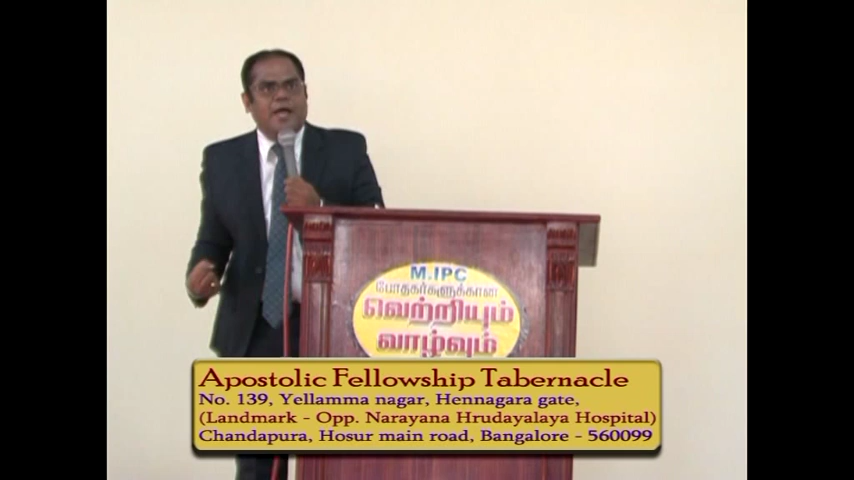 M.IPC
போதகர்களுக்கான
வெற்றியும்
வாழ்வும்
Apostolic Fellowship Tabernacle
No. 139, Yellamma nagar, Hennagara gate,
(Landmark - Opp. Narayana Hrudayalaya Hospital)
Chandapura, Hosur main road, Bangalore - 560099